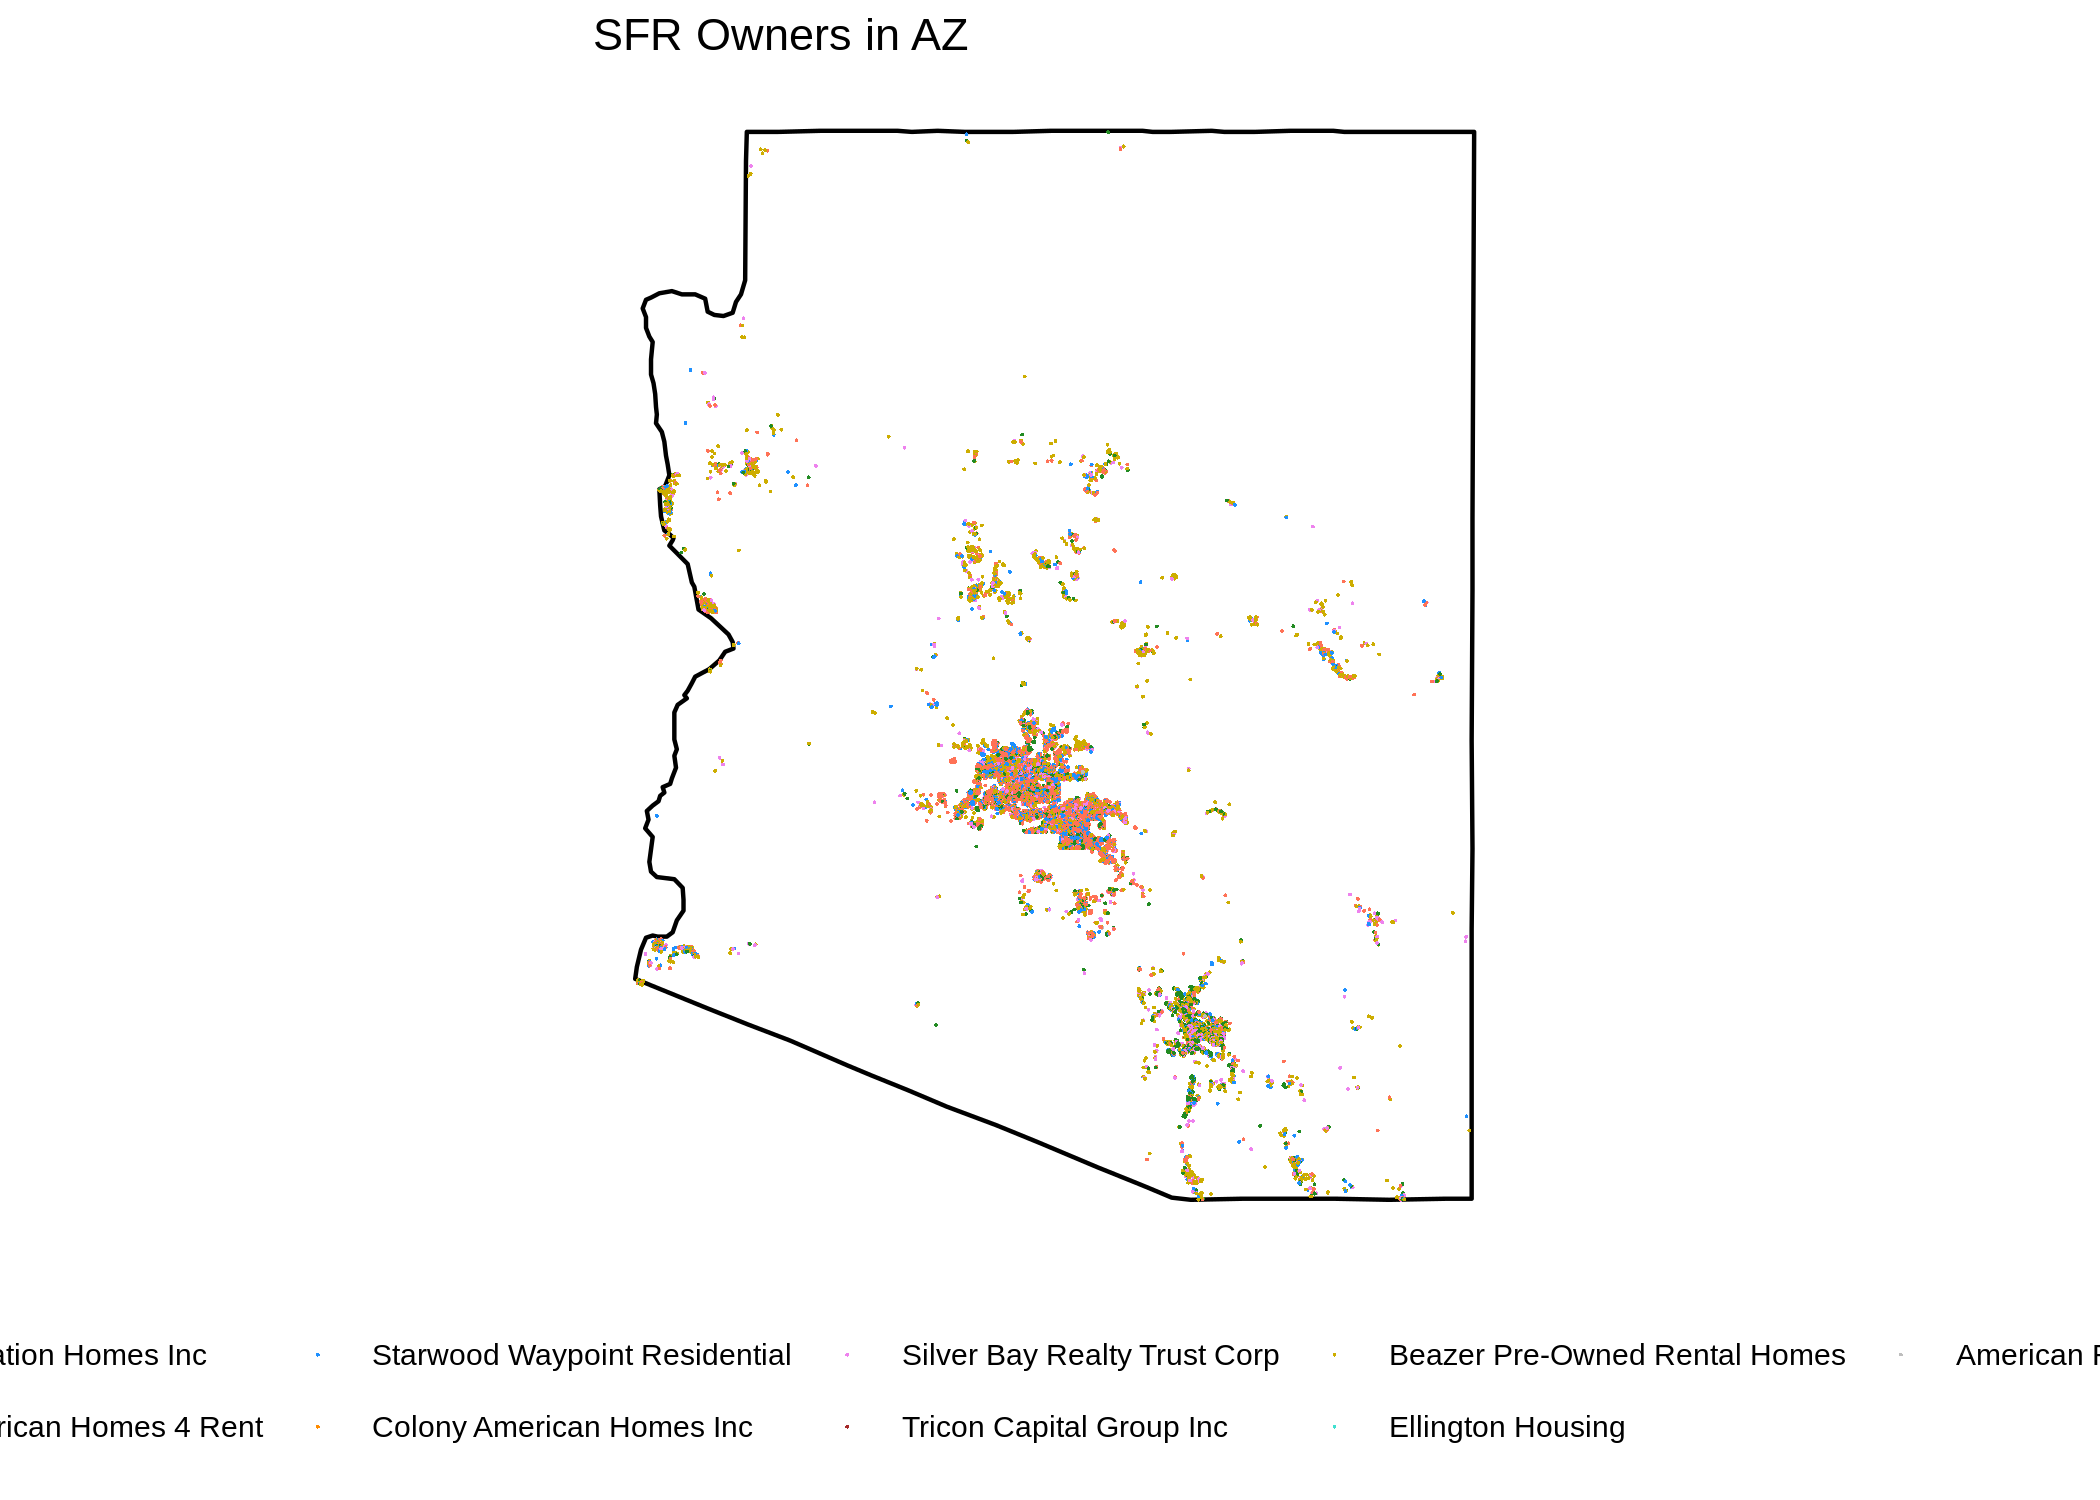 SFR Owners in AZ
ation Homes Inc Starwood Waypoint Residential Silver Bay Realty Trust Corp Beazer Pre-Owned Rental Homes American
rican Homes 4 Rent Colony American Homes Inc Tricon Capital Group Inc Ellington Housing